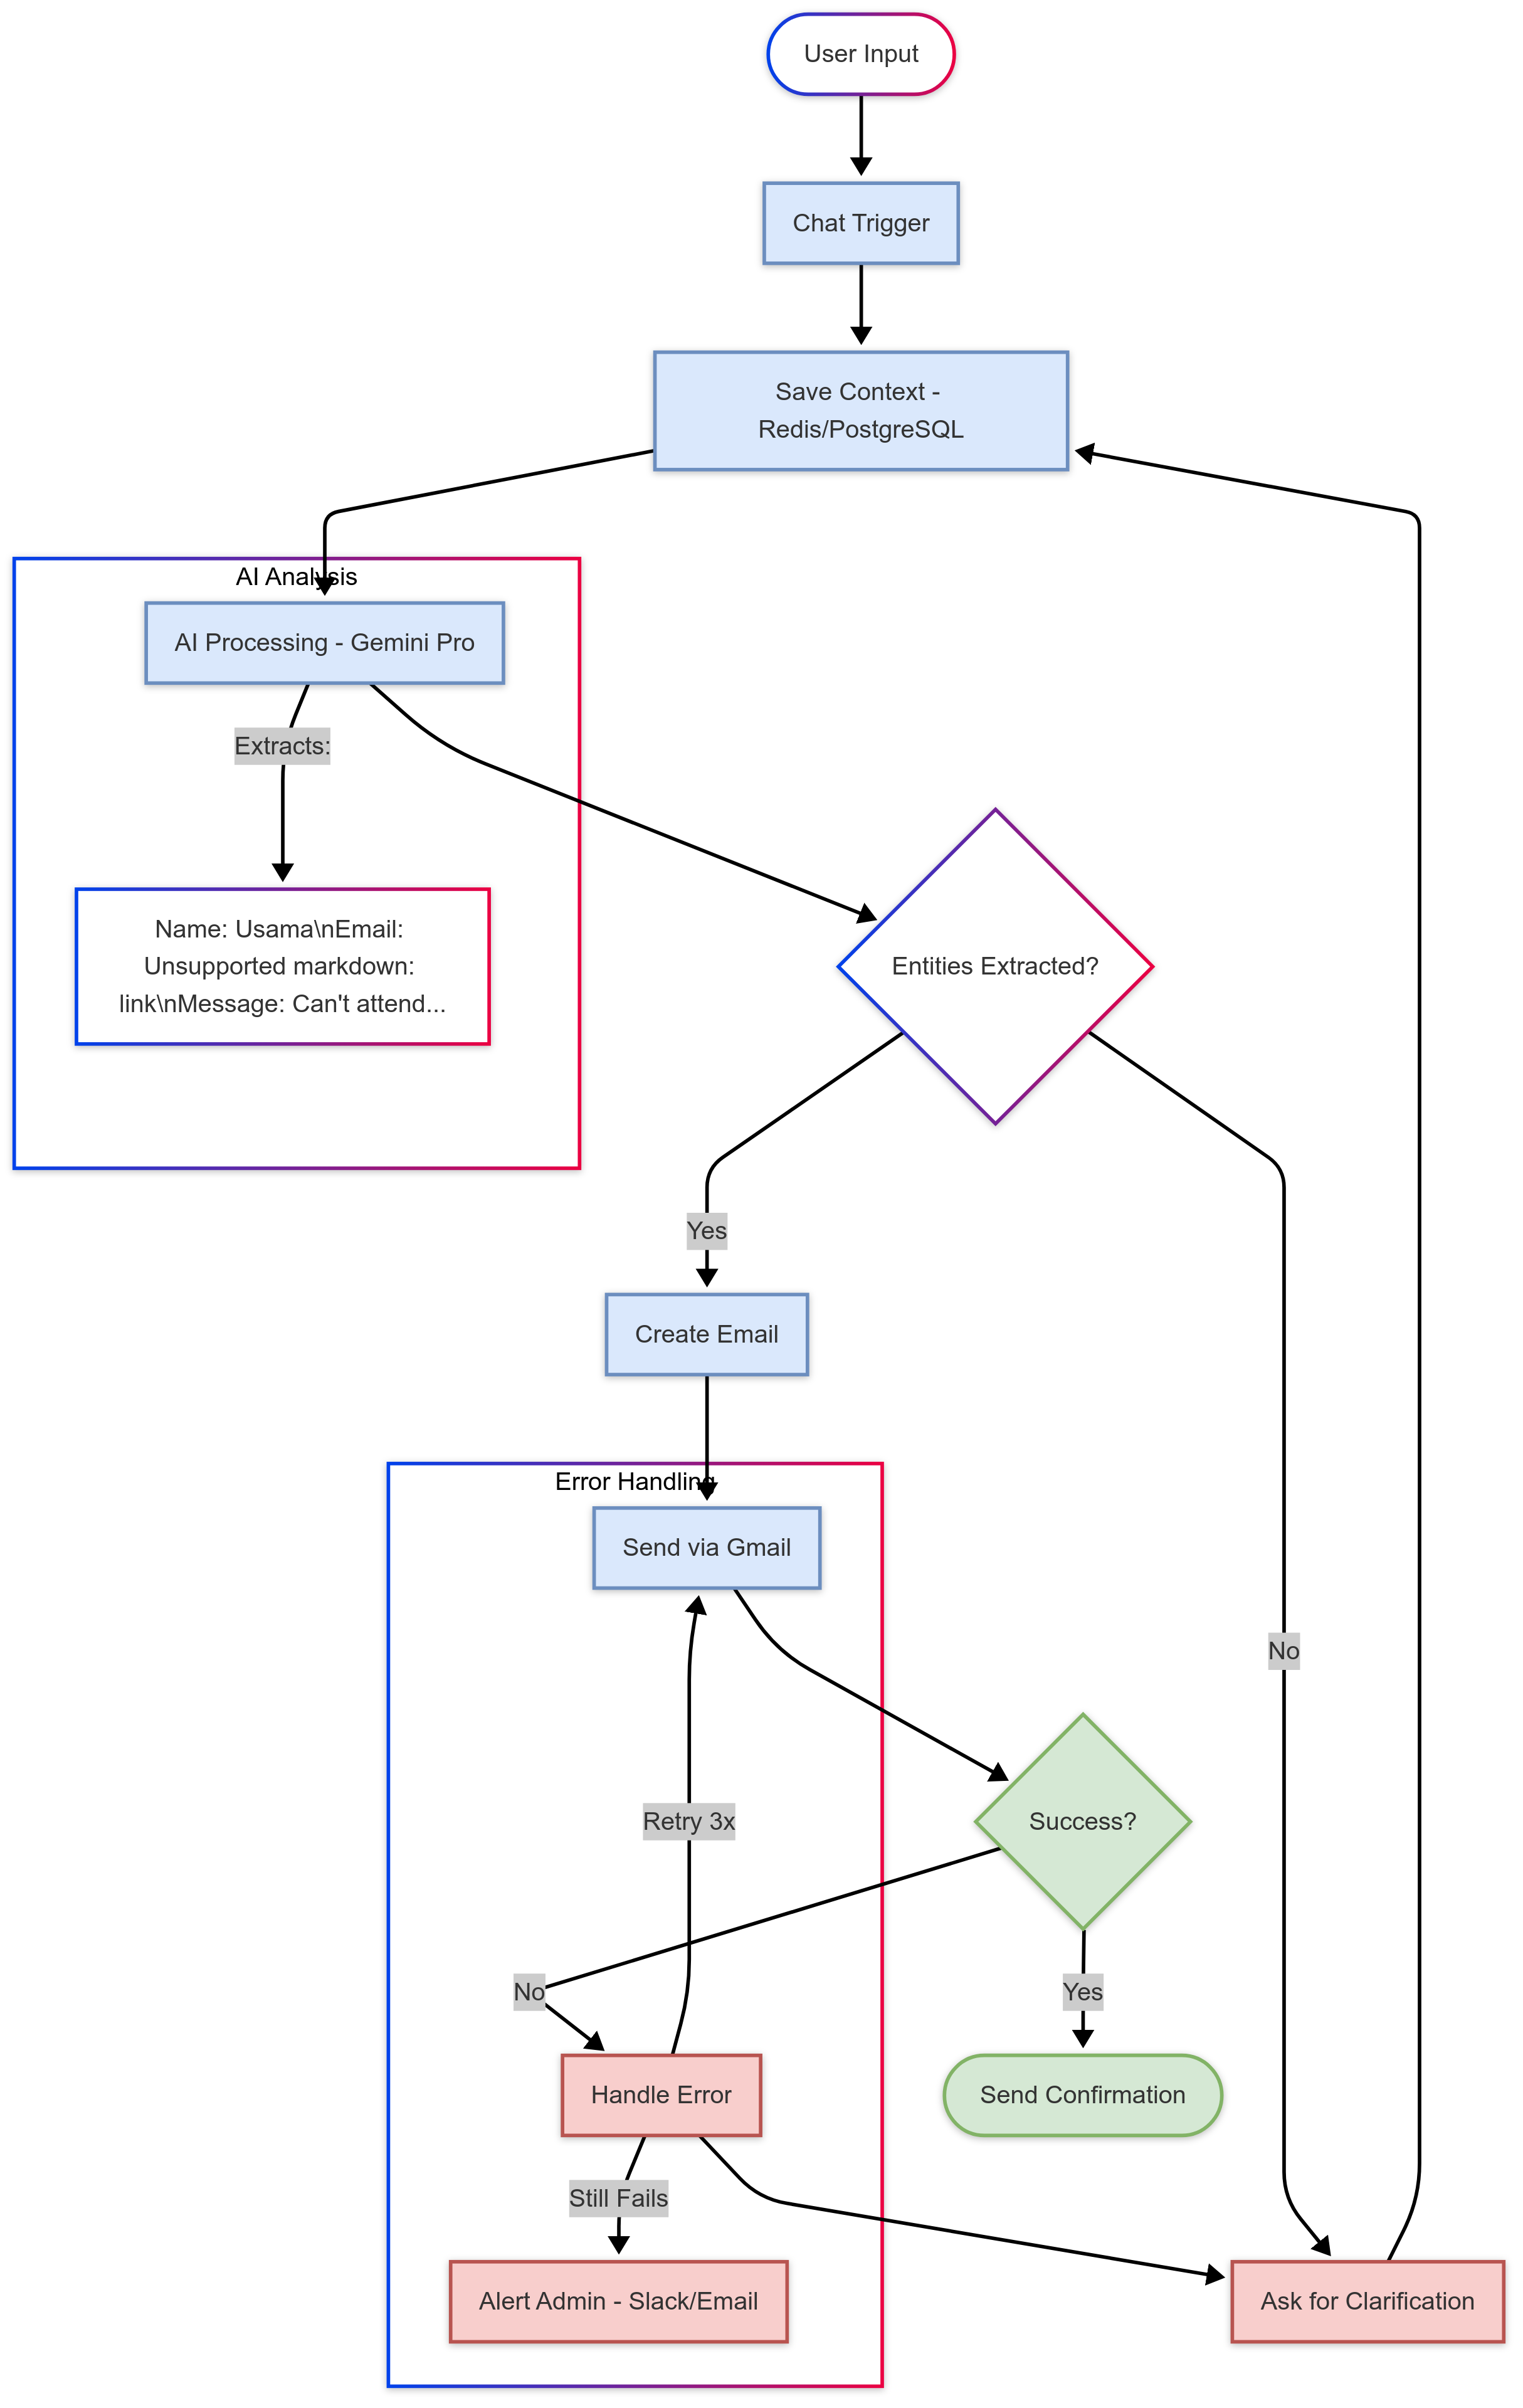 User Input
Chat Trigger
Save Context -
Redis/PostgreSQL
AI Analysis
AI Processing - Gemini Pro
Extracts:
Name: Usama\nEmail:
Unsupported markdown:
link\nMessage: Can't attend...
Entities Extracted?
Yes
Create Email
Error Handling
Send via Gmail
No
Retry 3x
Success?
No
Yes
Handle Error
Send Confirmation
Still Fails
Alert Admin - Slack/Email
Ask for Clarification